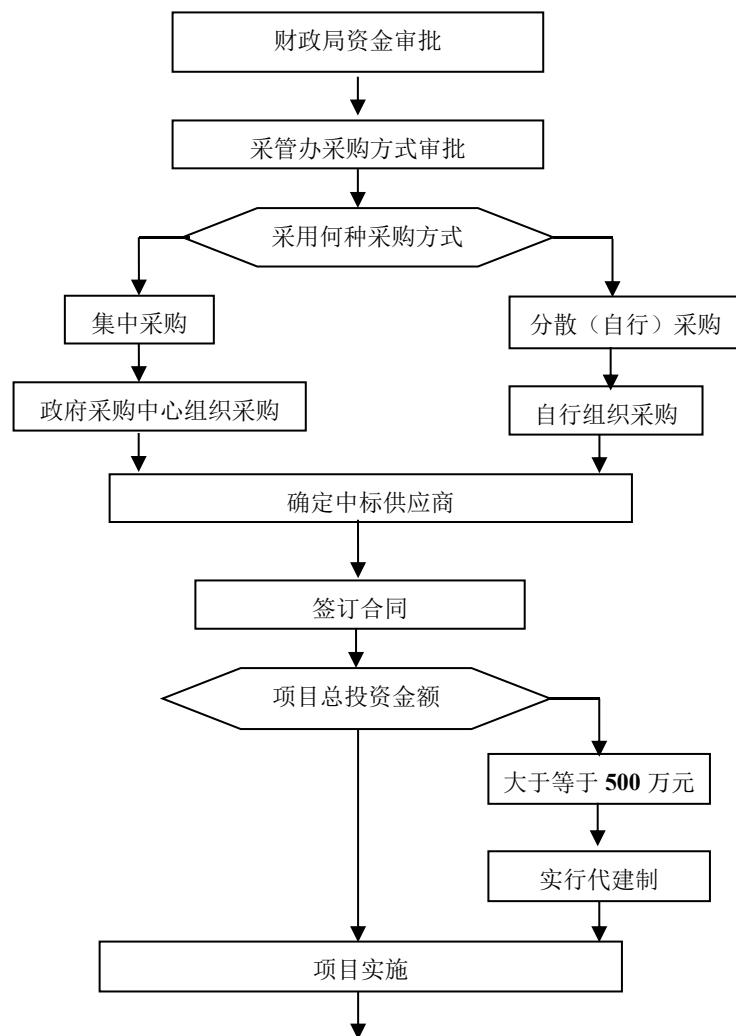 财政局资金审批
采管办采购方式审批
采用何种采购方式
集中采购
分散（自行）采购
政府采购中心组织采购
自行组织采购
确定中标供应商
签订合同
项目总投资金额
大于等于 500 万元
实行代建制
项目实施